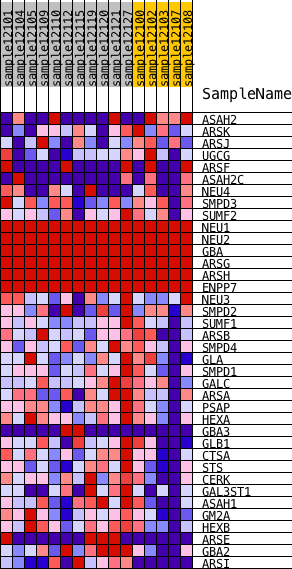 sample12101
sample12104
sample12105
sample12109
sample12110
sample12112
sample12115
sample12119
sample12120
sample12121
sample12122
sample12100
sample12102
sample12103
sample12107
sample12108
SampleName
ASAH2
ARSK
ARSJ
UGCG
ARSF
ASAH2C
NEU4
SMPD3
SUMF2
NEU1
NEU2
GBA
ARSG
ARSH
ENPP7
NEU3
SMPD2
SUMF1
ARSB
SMPD4
GLA
SMPD1
GALC
ARSA
PSAP
HEXA
GBA3
GLB1
CTSA
STS
CERK
GAL3ST1
ASAH1
GM2A
HEXB
ARSE
GBA2
ARSI